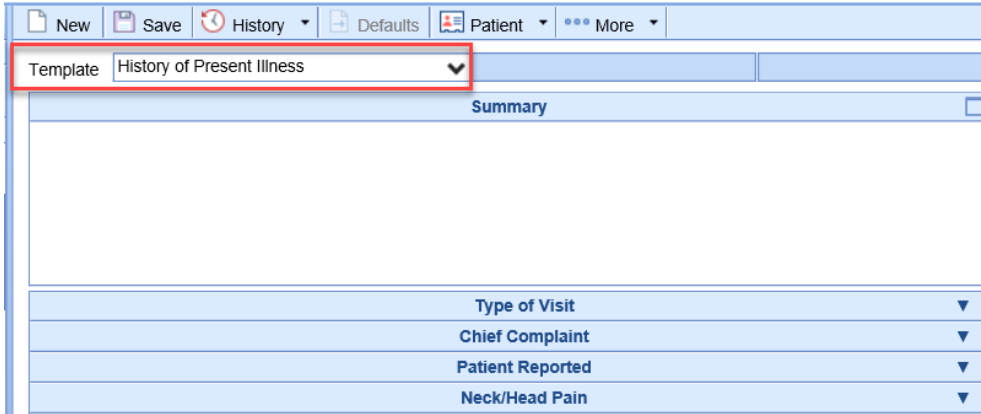 New Save History Defaults Patient More
Template History of Present Illness
Summary
Type of Visit
Chief Complaint
Patient Reported
Neck/Head Pain